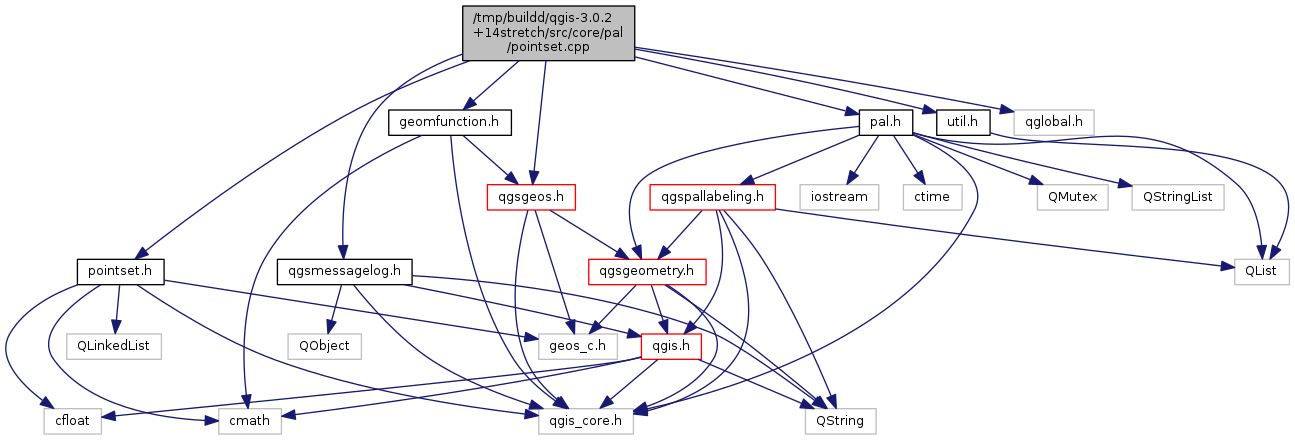 /tmp/buildd/qgis-3.0.2
+14stretch/src/core/pal
/pointset.cpp
geomfunction.h
pal.h
util.h
qglobal.h
qgsgeos.h
qgspallabeling.h
iostream
ctime
QMutex
QStringList
pointset.h
qgsmessagelog.h
qgsgeometry.h
QList
QLinkedList
QObject
geos_c.h
qgis.h
cfloat
cmath
qgis_core.h
QString